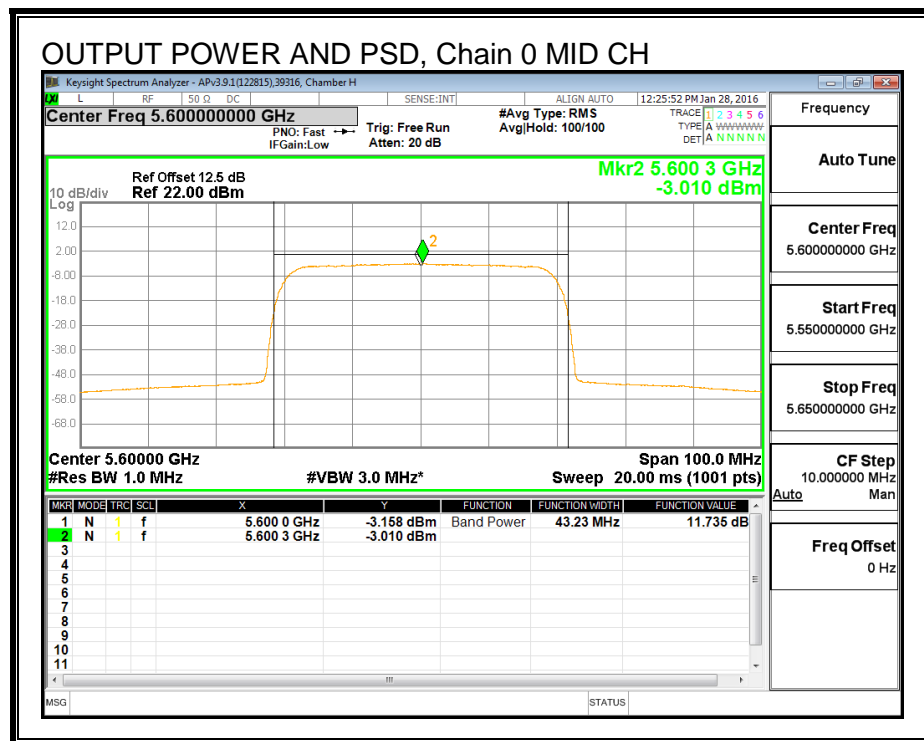 OUTPUT POWER AND PSD, Chain 0 MID CH
Keysight Spectrum Analyzer - APv3.9.1(122815),39316, Chamber H
LXI L RF 50 Ω DC SENSE:INT ALIGN AUTO 12:25:52 PM Jan 28, 2016
Center Freq 5.600000000 GHz
PNO: Fast
IFGain:Low
Trig: Free Run
Atten: 20 dB
#Avg Type: RMS
Avg|Hold: 100/100
TRACE 1 2 3 4 5 6
TYPE A WWWWW
DET A N N N N N
Ref Offset 12.5 dB
10 dB/div Ref 22.00 dBm
Log
Mkr2 5.600 3 GHz
-3.010 dBm
12.0
2.00
-8.00
-18.0
-28.0
-38.0
-48.0
-58.0
-68.0
2
Center 5.60000 GHz
Span 100.0 MHz
#Res BW 1.0 MHz
#VBW 3.0 MHz*
Sweep 20.00 ms (1001 pts)
MKR MODE TRC SCL X Y FUNCTION FUNCTION WIDTH FUNCTION VALUE
1 N 1 f 5.600 0 GHz -3.158 dBm Band Power 43.23 MHz 11.735 dB
2 N 1 f 5.600 3 GHz -3.010 dBm
3
4
5
6
7
8
9
10
11
MSG
STATUS
Frequency
Auto Tune
Center Freq
5.600000000 GHz
Start Freq
5.550000000 GHz
Stop Freq
5.650000000 GHz
CF Step
10.000000 MHz
Auto Man
Freq Offset
0 Hz